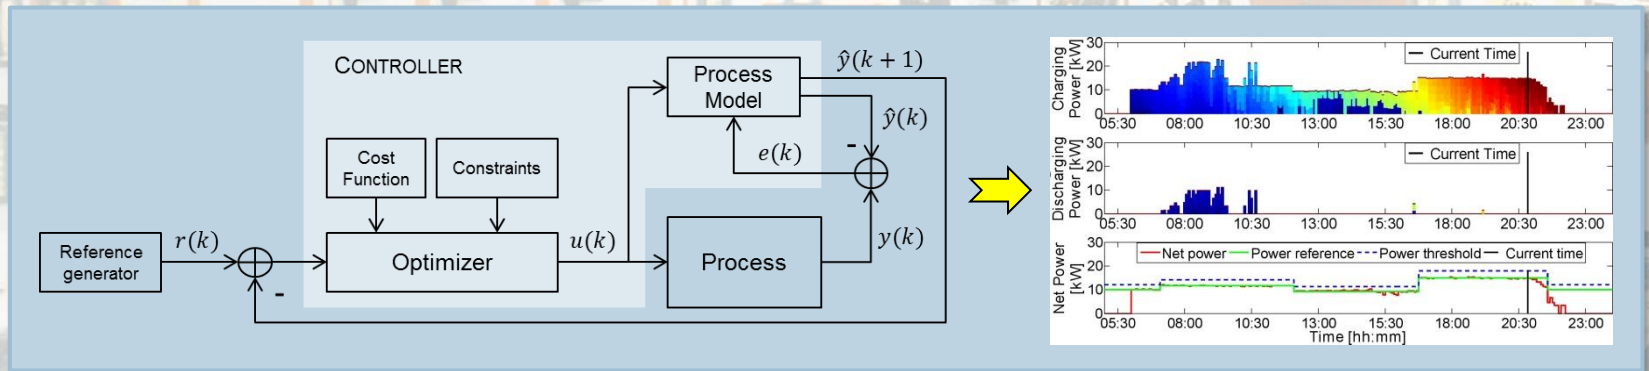 CONTROLLER
Process
Model
ŷ(k + 1)
ŷ(k)
-
e(k)
Cost
Function
Constraints
Reference
generator
r(k)
-
Optimizer
u(k)
Process
y(k)
Charging
Power [kW]
30
20
10
0
Current Time
05:30 08:00 10:30 13:00 15:30 18:00 20:30 23:00
Discharging
Power [kW]
30
20
10
0
Current Time
05:30 08:00 10:30 13:00 15:30 18:00 20:30 23:00
Net Power
[kW]
30
20
10
0
Net power Power reference Power threshold Current time
05:30 08:00 10:30 13:00 15:30 18:00 20:30 23:00
Time [hh:mm]